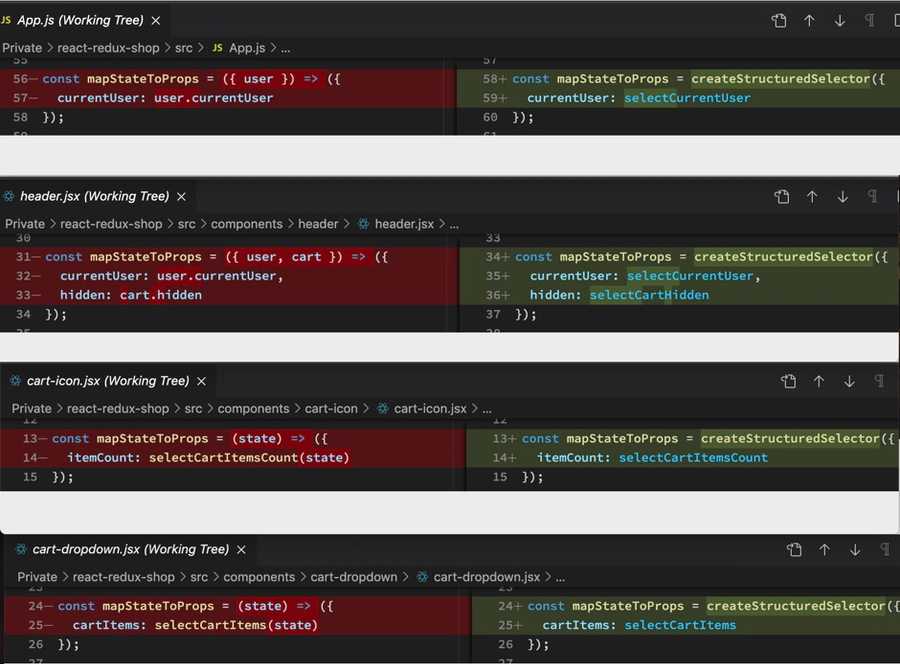 JS App.js (Working Tree) ×
Private > react-redux-shop > src > JS App.js > ...
55 57
56— const mapStateToProps = ({ user }) => ({ 58+ const mapStateToProps = createStructuredSelector({
57— currentUser: user.currentUser 59+ currentUser: selectCurrentUser
58 }); 60 });
59 61
header.jsx (Working Tree) ×
Private > react-redux-shop > src > components > header > header.jsx > ...
30 33
31— const mapStateToProps = ({ user, cart }) => ({ 34+ const mapStateToProps = createStructuredSelector({
32— currentUser: user.currentUser, 35+ currentUser: selectCurrentUser,
33— hidden: cart.hidden 36+ hidden: selectCartHidden
34 }); 37 });
35 38
cart-icon.jsx (Working Tree) ×
Private > react-redux-shop > src > components > cart-icon > cart-icon.jsx > ...
12 12
13— const mapStateToProps = (state) => ({ 13+ const mapStateToProps = createStructuredSelector({
14— itemCount: selectCartItemsCount(state) 14+ itemCount: selectCartItemsCount
15 }); 15 });
cart-dropdown.jsx (Working Tree) ×
Private > react-redux-shop > src > components > cart-dropdown > cart-dropdown.jsx > ...
23 23
24— const mapStateToProps = (state) => ({ 24+ const mapStateToProps = createStructuredSelector({
25— cartItems: selectCartItems(state) 25+ cartItems: selectCartItems
26 }); 26 });
27 27